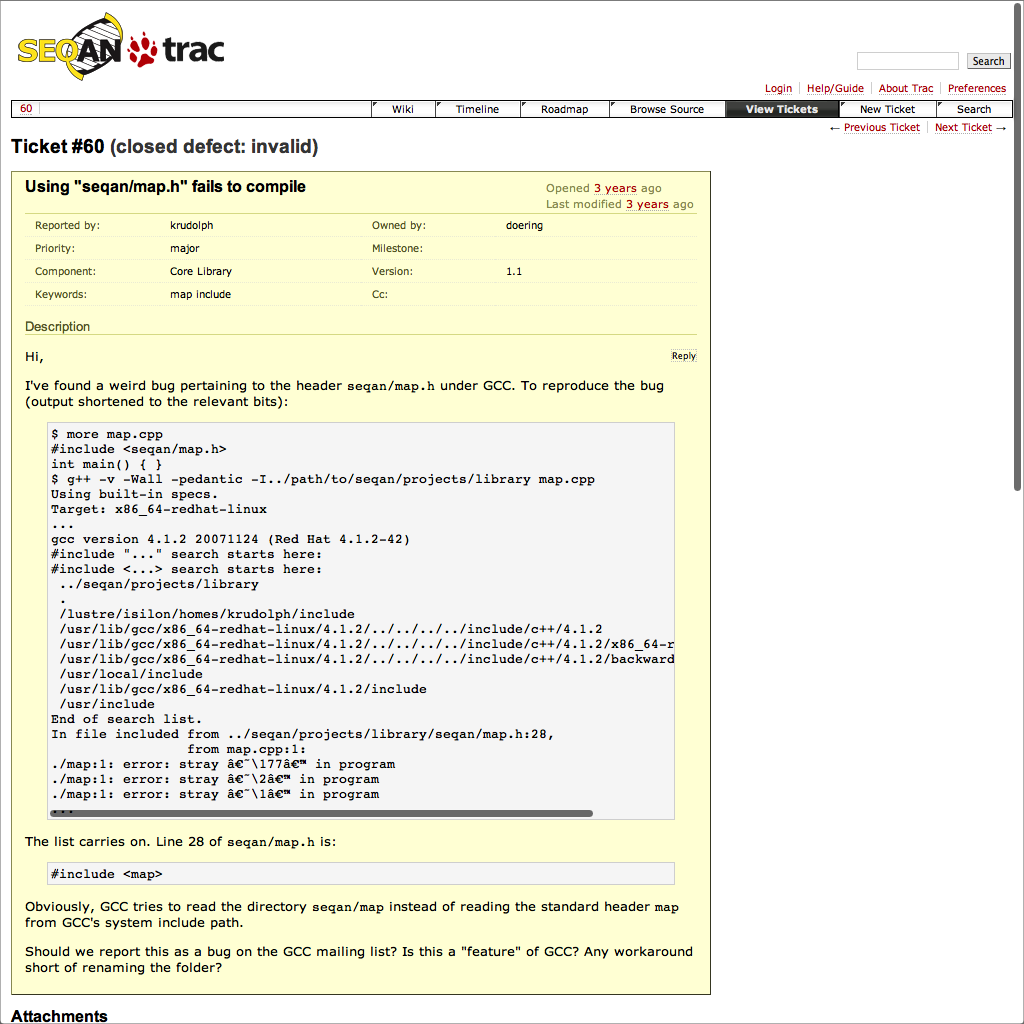 SEQAN trac
Search
Login Help/Guide About Trac Preferences
60 Wiki Timeline Roadmap Browse Source View Tickets New Ticket Search
← Previous Ticket Next Ticket →
Ticket #60 (closed defect: invalid)
Using "seqan/map.h" fails to compile
Opened 3 years ago
Last modified 3 years ago
Reported by: krudolph Owned by: doering
Priority: major Milestone:
Component: Core Library Version: 1.1
Keywords: map include Cc:
Description
Hi, Reply
I've found a weird bug pertaining to the header seqan/map.h under GCC. To reproduce the bug
(output shortened to the relevant bits):
$ more map.cpp
#include <seqan/map.h>
int main() { }
$ g++ -v -Wall -pedantic -I../path/to/seqan/projects/library map.cpp
Using built-in specs.
Target: x86_64-redhat-linux
...
gcc version 4.1.2 20071124 (Red Hat 4.1.2-42)
#include "..." search starts here:
#include <...> search starts here:
 ../seqan/projects/library
 .
 /lustre/isilon/homes/krudolph/include
 /usr/lib/gcc/x86_64-redhat-linux/4.1.2/../../../../include/c++/4.1.2
 /usr/lib/gcc/x86_64-redhat-linux/4.1.2/../../../../include/c++/4.1.2/x86_64-r
 /usr/lib/gcc/x86_64-redhat-linux/4.1.2/../../../../include/c++/4.1.2/backward
 /usr/local/include
 /usr/lib/gcc/x86_64-redhat-linux/4.1.2/include
 /usr/include
End of search list.
In file included from ../seqan/projects/library/seqan/map.h:28,
                 from map.cpp:1:
./map:1: error: stray â€˜\177â€™ in program
./map:1: error: stray â€˜\2â€™ in program
./map:1: error: stray â€˜\1â€™ in program
...
The list carries on. Line 28 of seqan/map.h is:
#include <map>
Obviously, GCC tries to read the directory seqan/map instead of reading the standard header map
from GCC's system include path.
Should we report this as a bug on the GCC mailing list? Is this a "feature" of GCC? Any workaround
short of renaming the folder?
Attachments